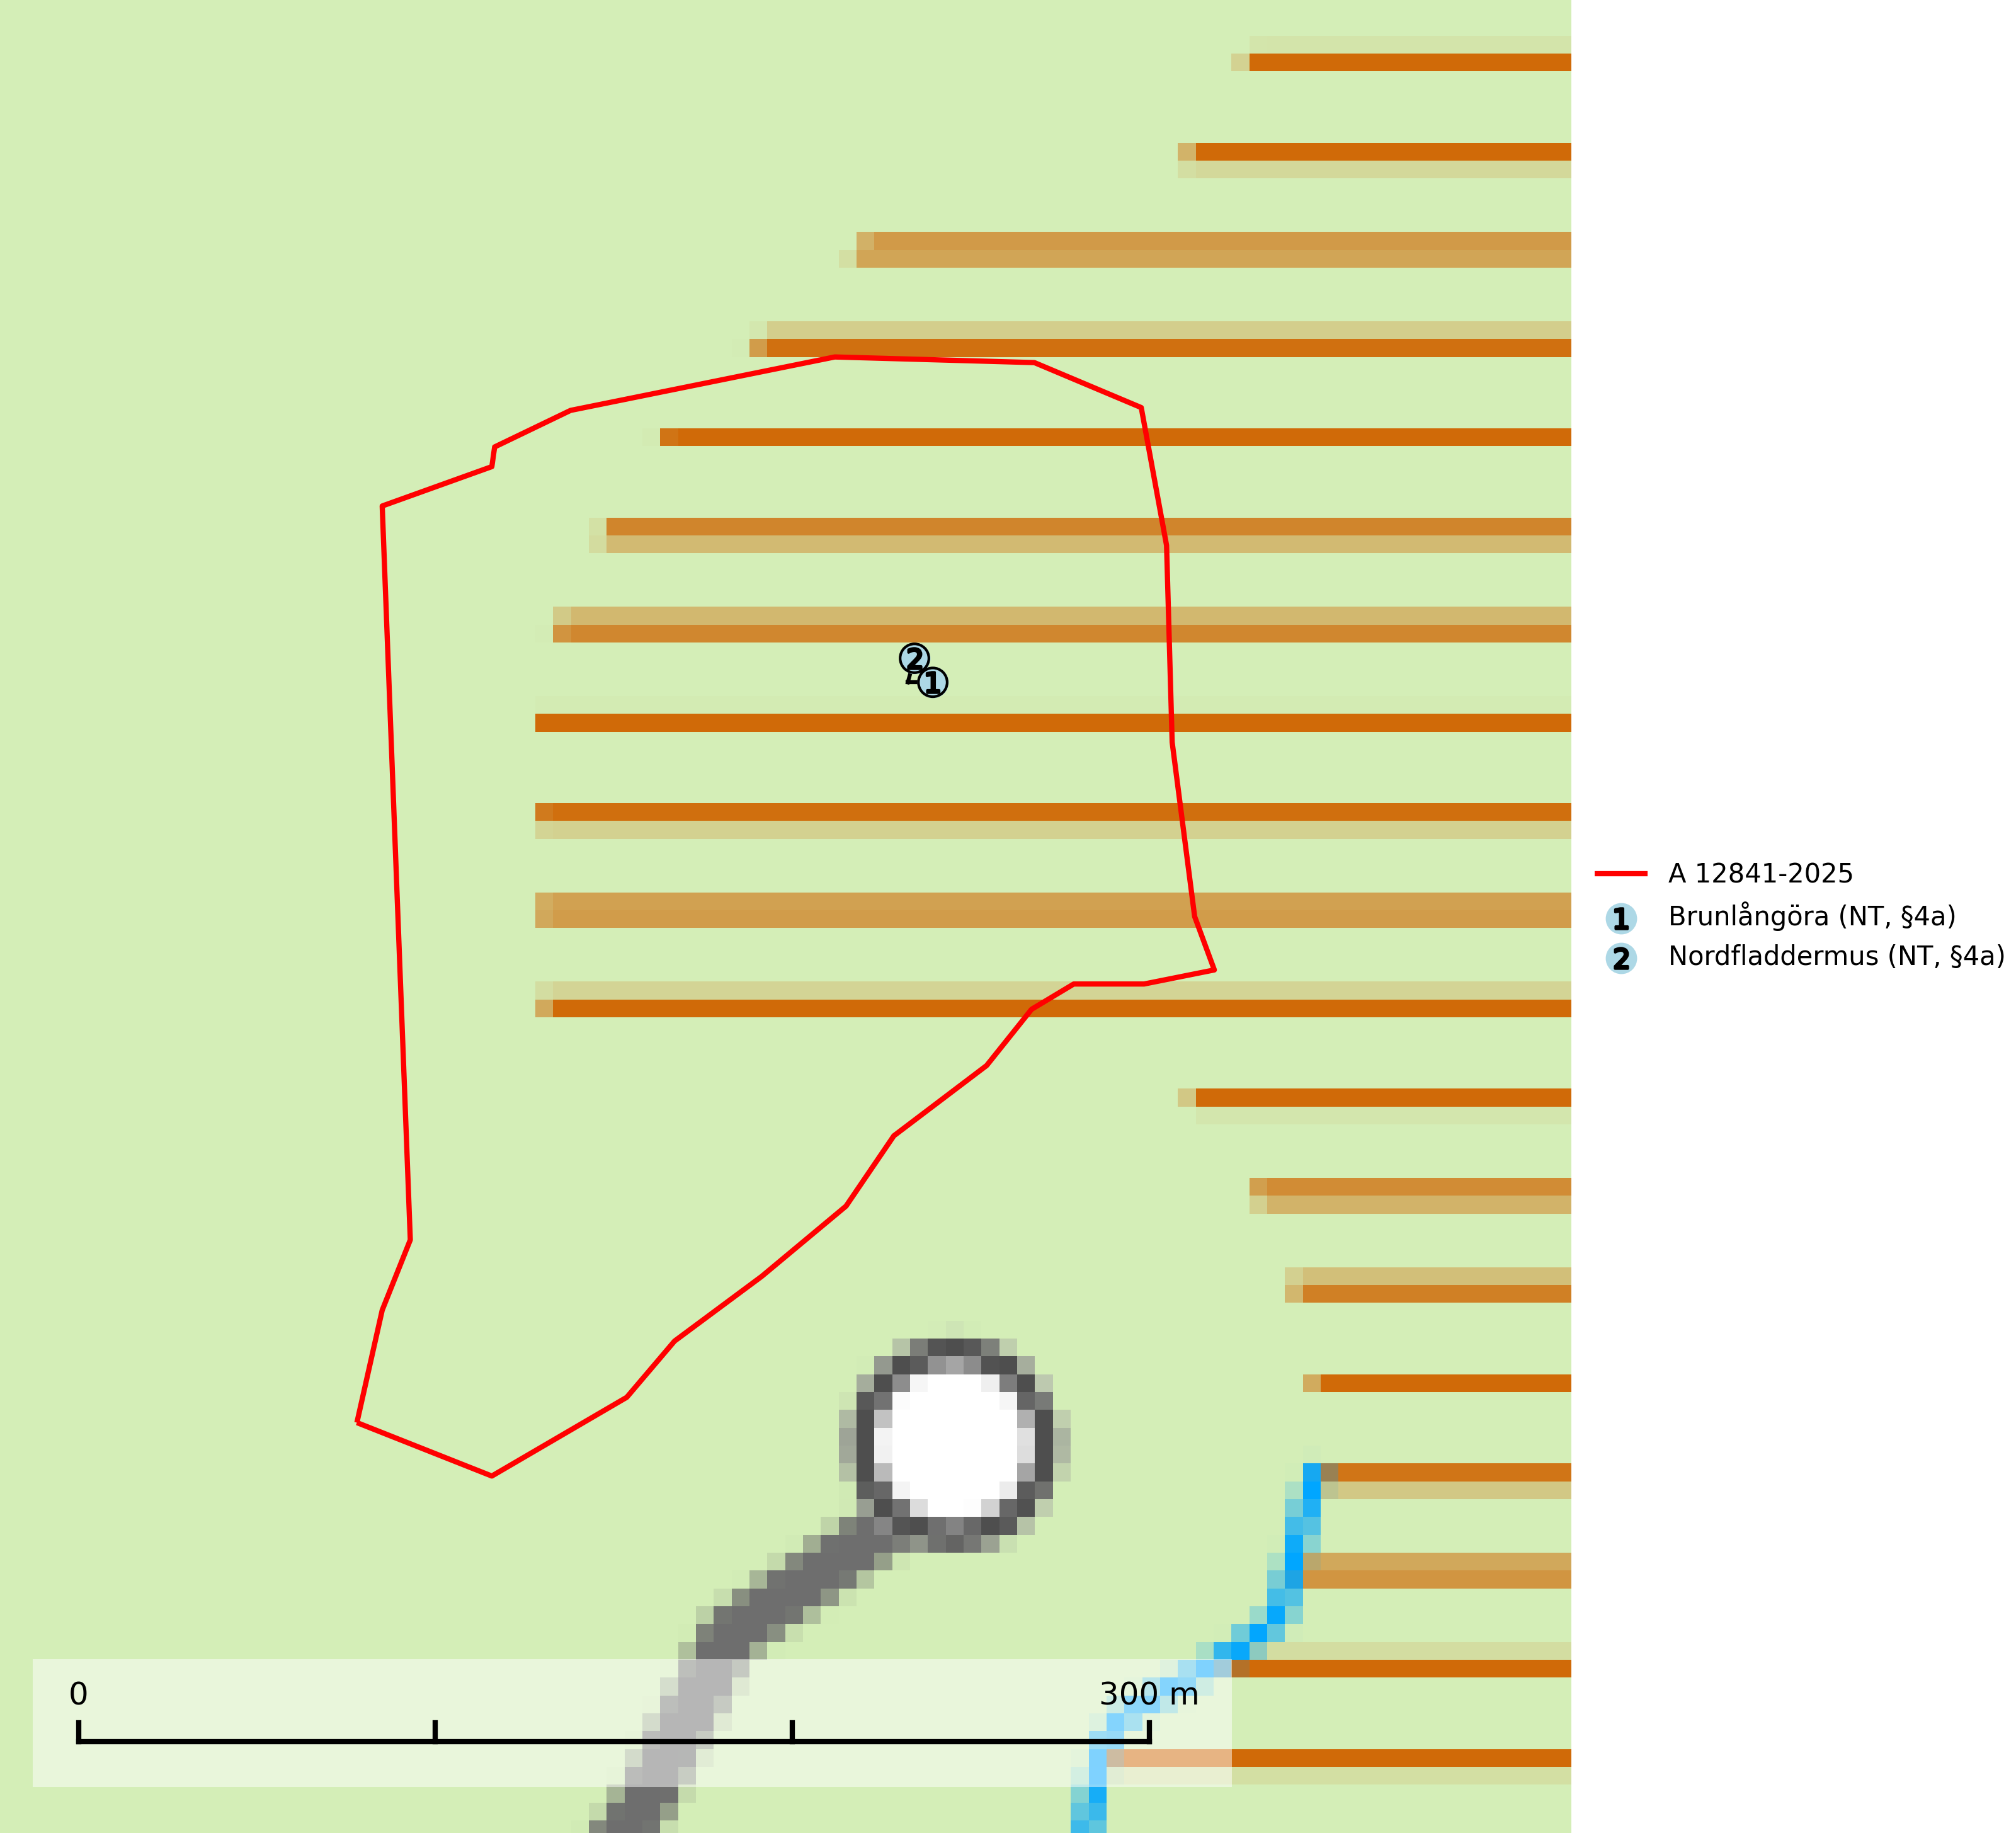 2
1
A 12841-2025
1 Brunlångöra (NT, §4a)
2 Nordfladdermus (NT, §4a)
0 300 m